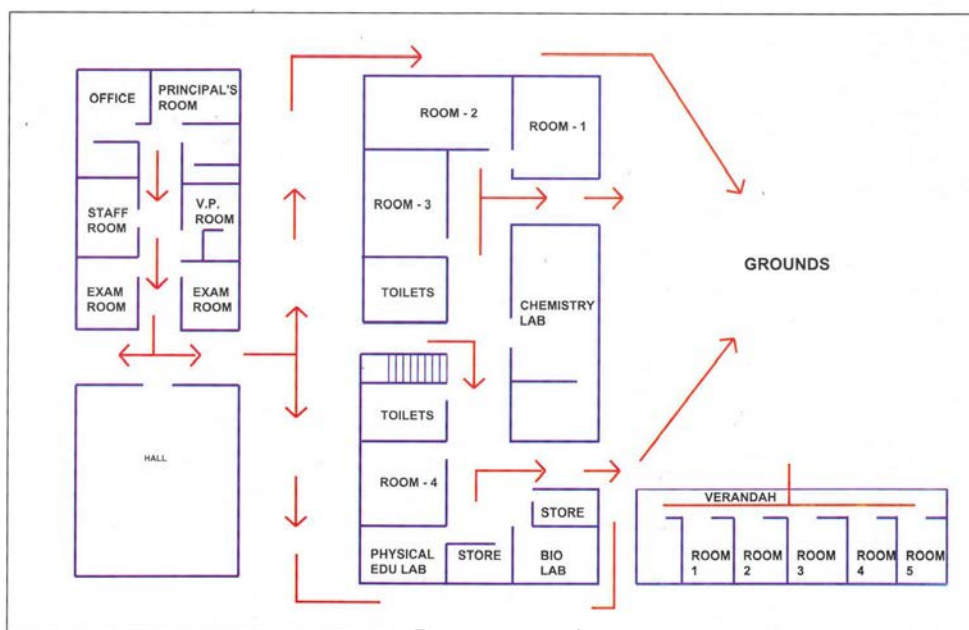 OFFICE
PRINCIPAL'S
ROOM
STAFF
ROOM
V.P.
ROOM
EXAM
ROOM
EXAM
ROOM
HALL
ROOM - 2
ROOM - 1
ROOM - 3
TOILETS
CHEMISTRY
LAB
TOILETS
ROOM - 4
STORE
PHYSICAL
EDU LAB
STORE
BIO
LAB
GROUNDS
VERANDAH
ROOM
1
ROOM
2
ROOM
3
ROOM
4
ROOM
5